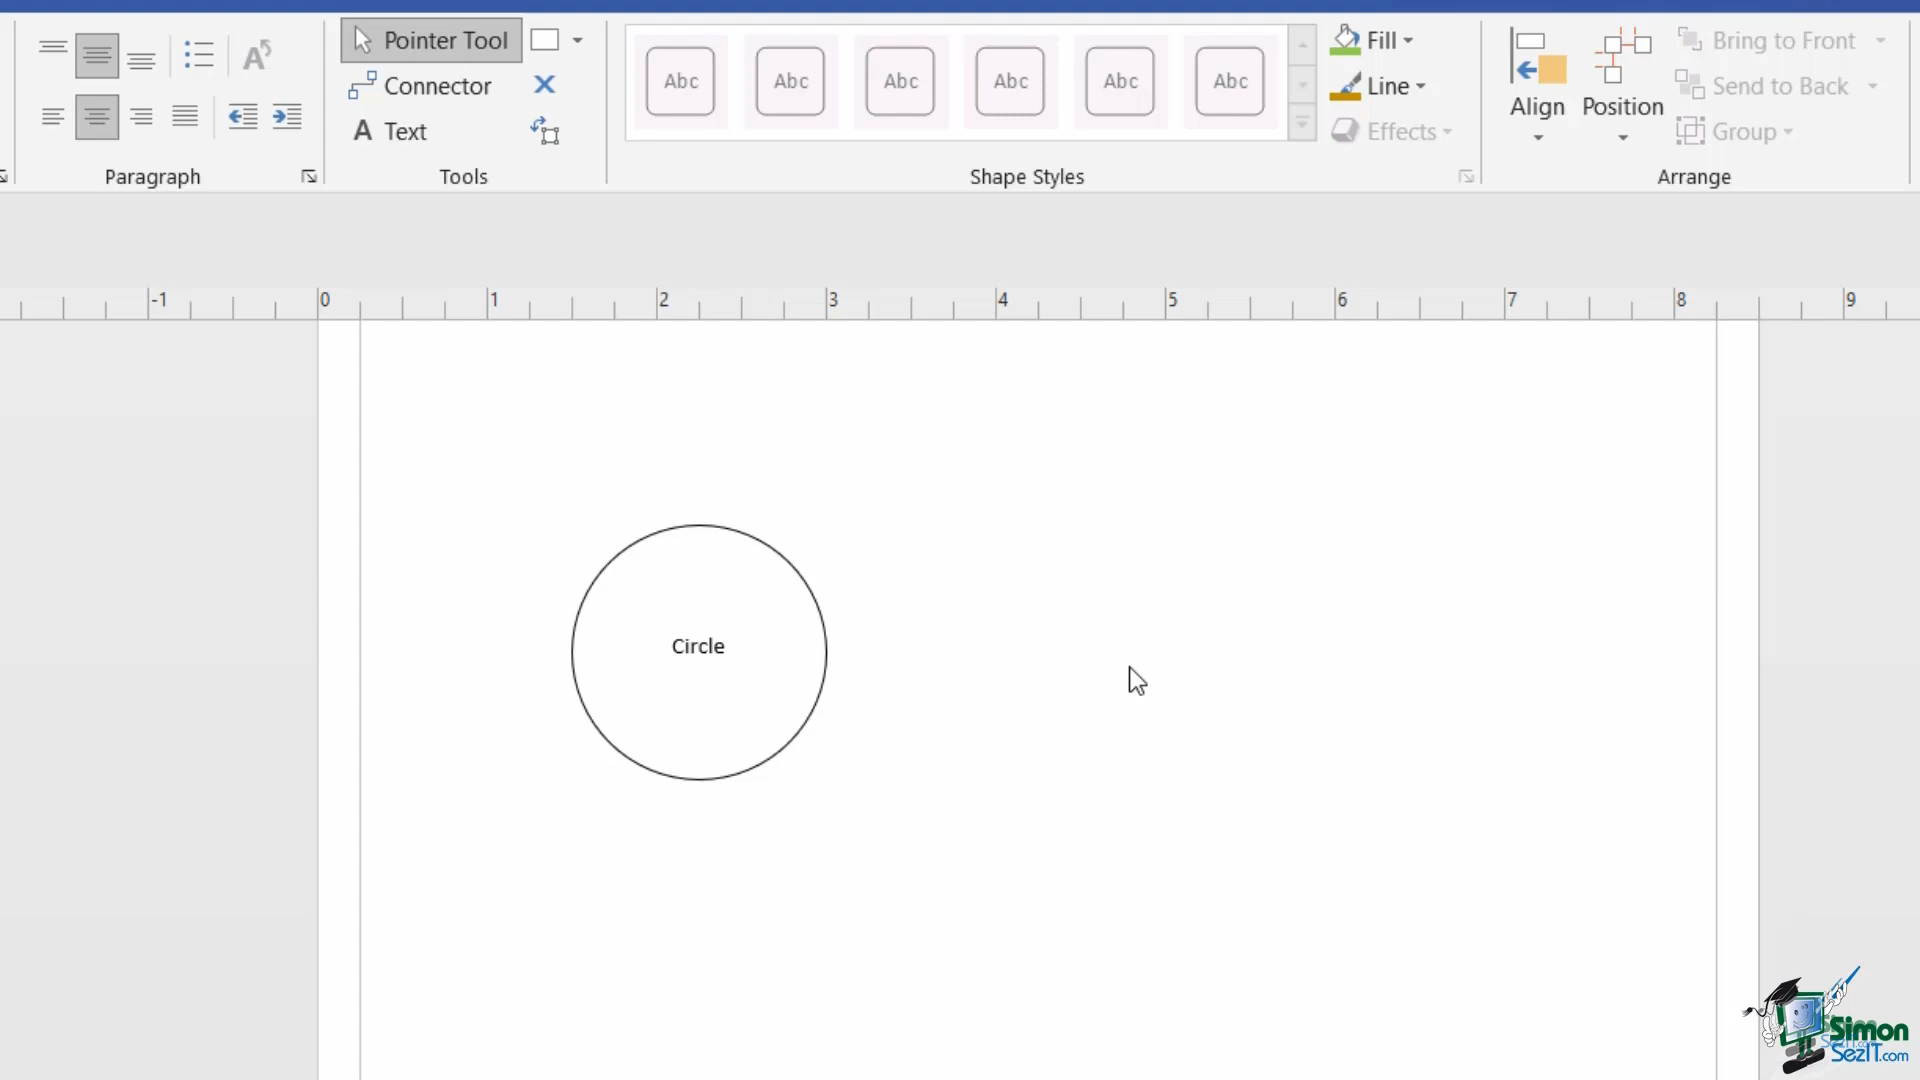 Pointer Tool
Connector
A Text
Abc Abc Abc Abc Abc Abc
Fill
Line
Effects
Align
Position
Bring to Front
Send to Back
Group
Paragraph
Tools
Shape Styles
Arrange
-1 0 1 2 3 4 5 6 7 8 9
Circle
Simon
SezIT.com